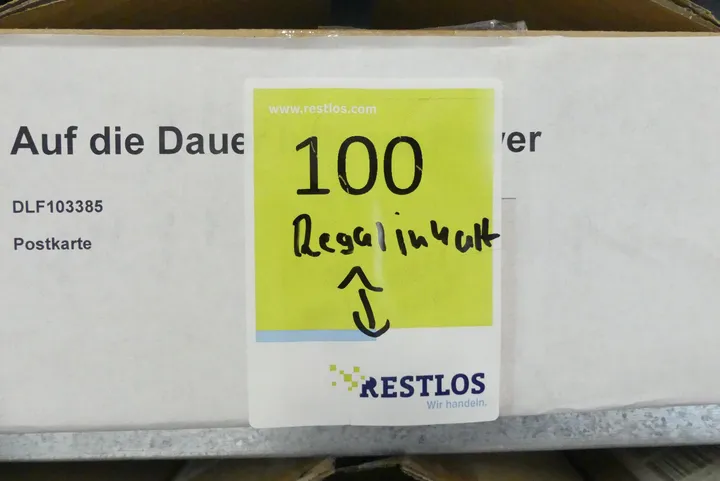 www.restlos.com
Auf die Daue
ver
100
DLF103385
Regalinhalt
Postkarte
RESTLOS
Wir handeln.